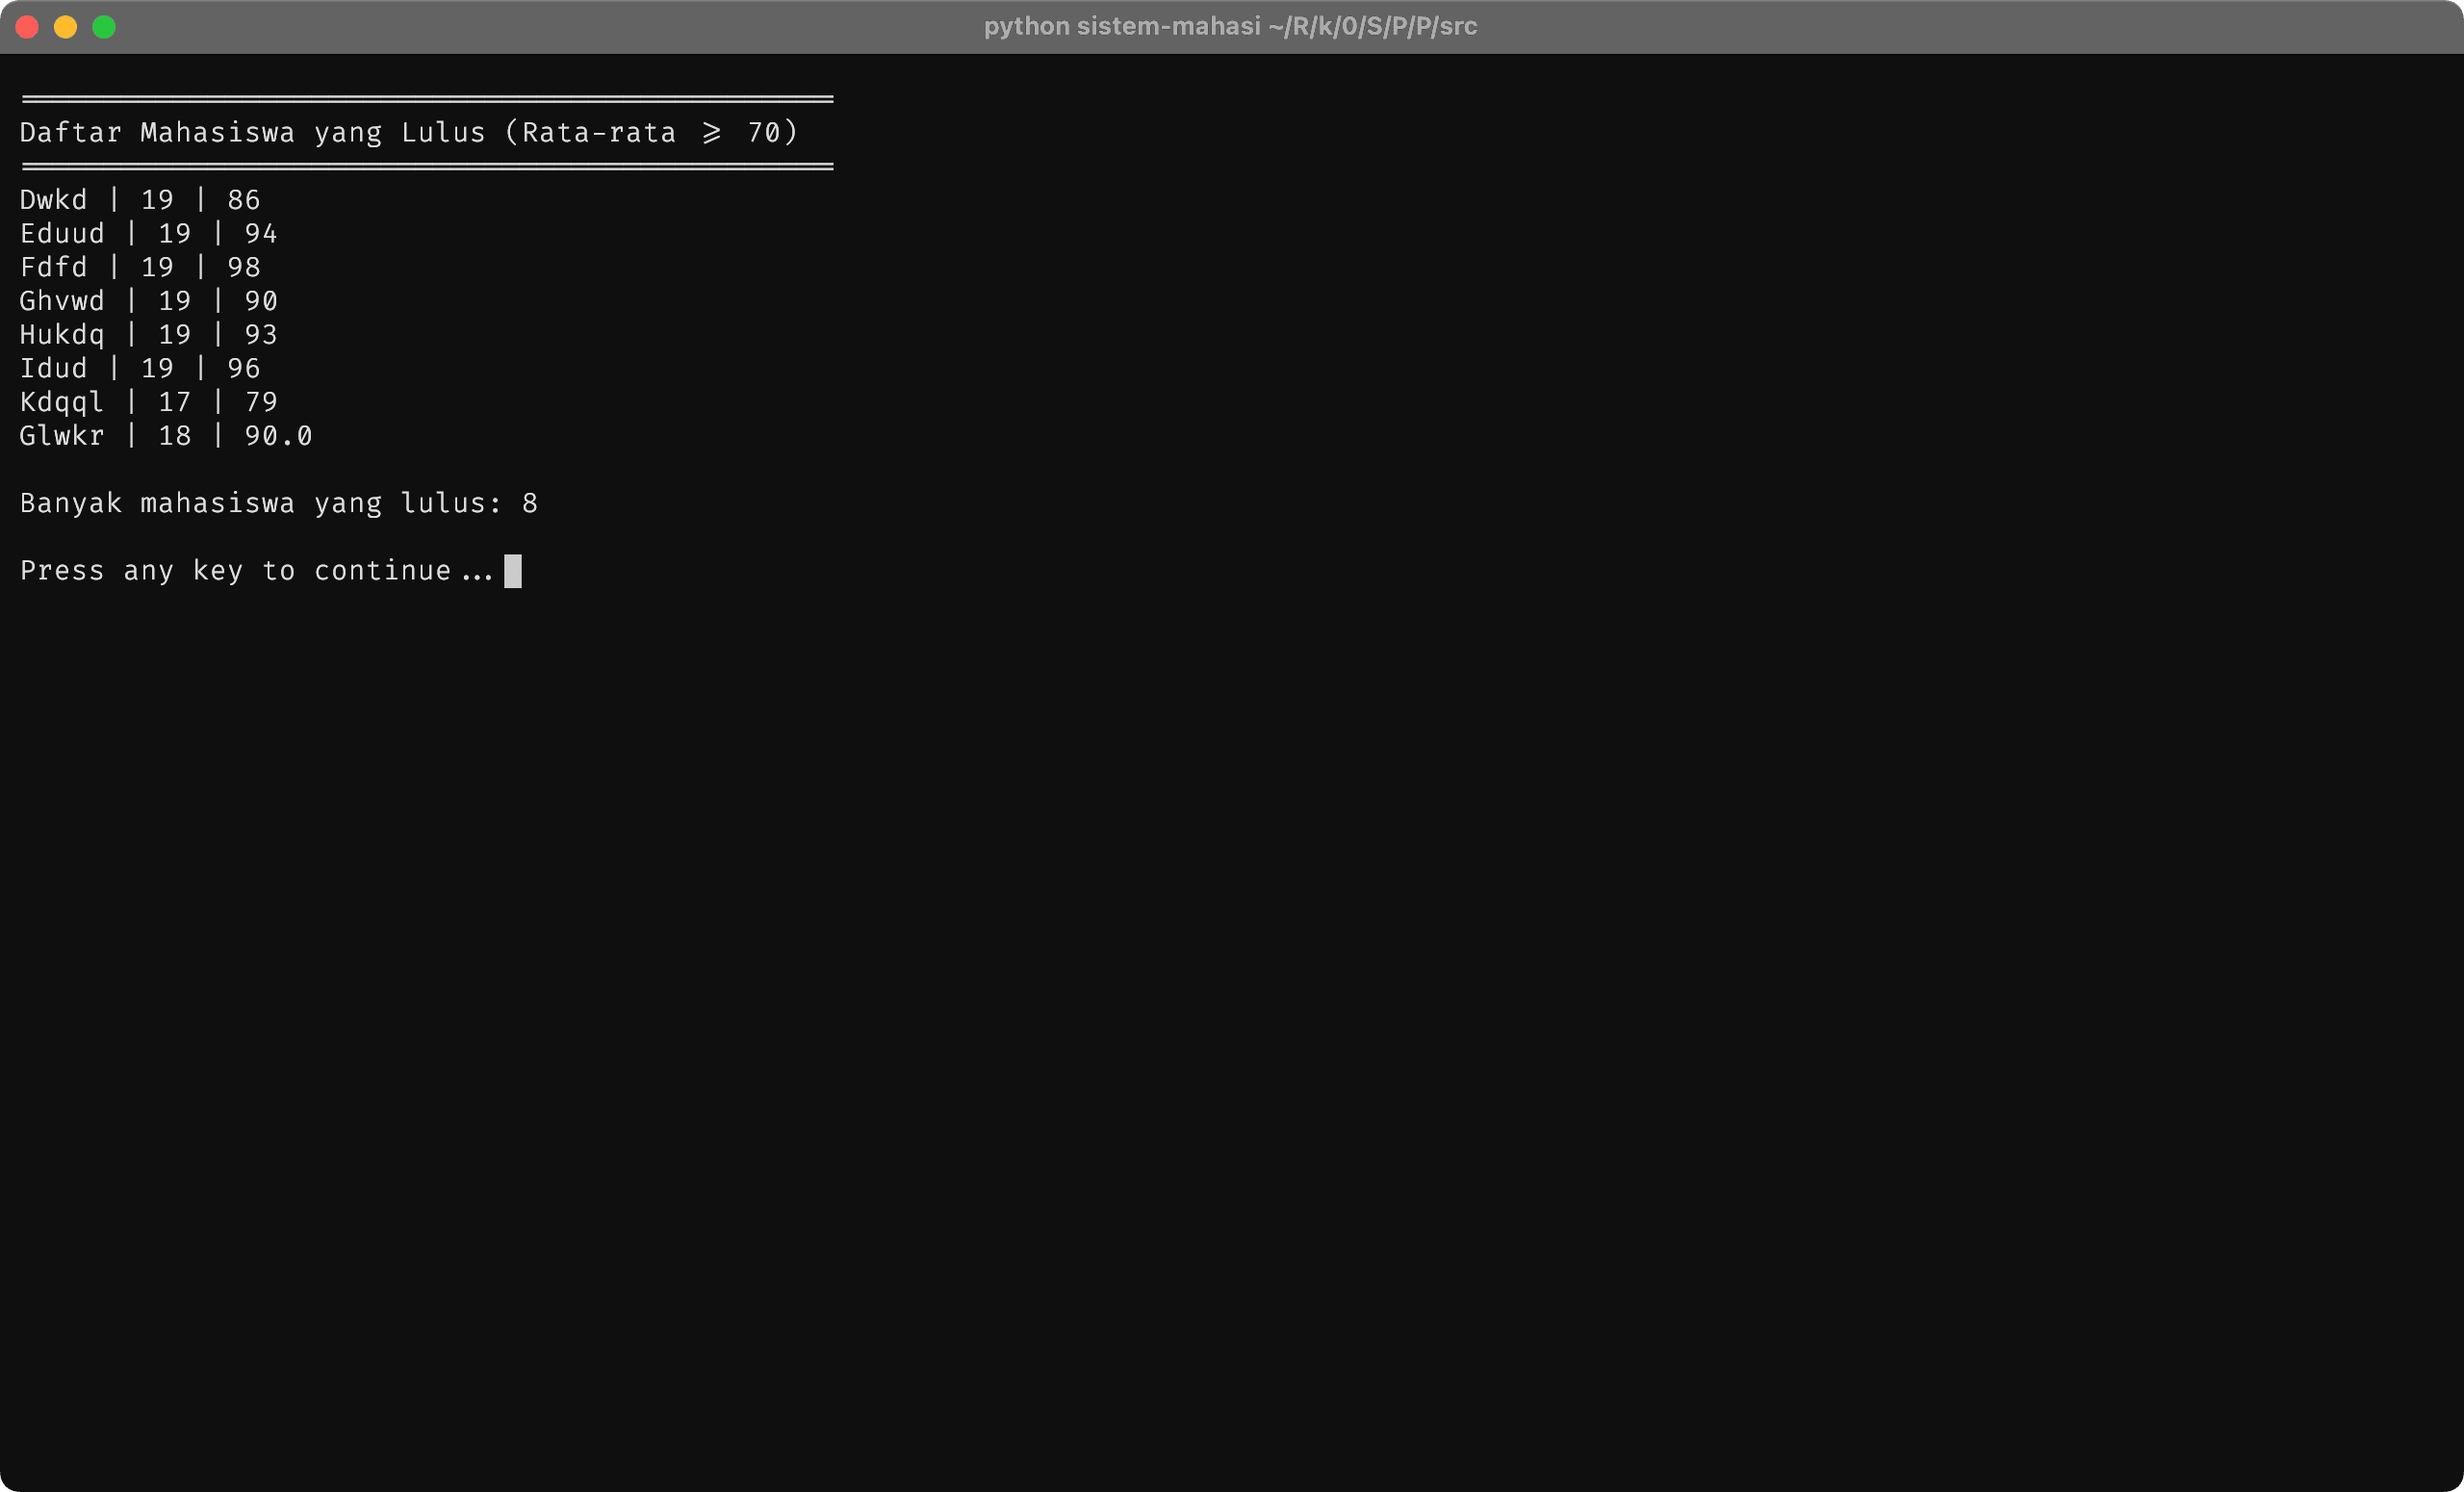 python sistem-mahasi ~/R/k/0/S/P/P/src
===============================================
Daftar Mahasiswa yang Lulus (Rata-rata >= 70)
===============================================
Dwkd | 19 | 86
Eduud | 19 | 94
Fdfd | 19 | 98
Ghvwd | 19 | 90
Hukdq | 19 | 93
Idud | 19 | 96
Kdqql | 17 | 79
Glwkr | 18 | 90.0
Banyak mahasiswa yang lulus: 8
Press any key to continue...